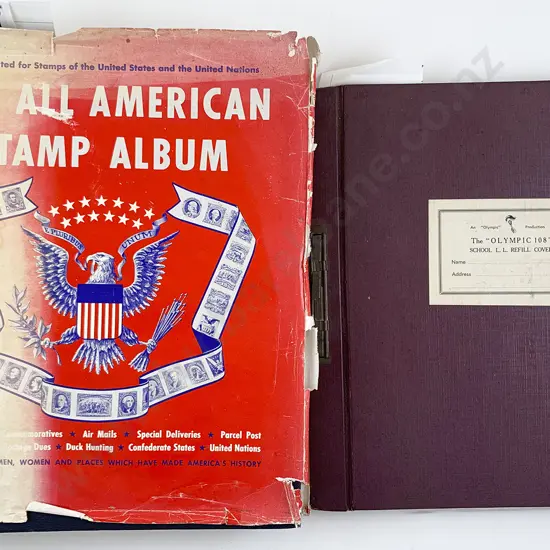 ted for Stamps of the United States and the United Nations
ALL AMERICAN
TAMP ALBUM
E PLURIBUS UNUM
memoratives ★ Air Mails ★ Special Deliveries ★ Parcel Post
tage Dues ★ Duck Hunting ★ Confederate States ★ United Nations
MEN, WOMEN AND PLACES WHICH HAVE MADE AMERICA'S HISTORY
An "Olympic" Production
The "OLYMPIC 108"
SCHOOL L.L. REFILL COVER
Name
Address